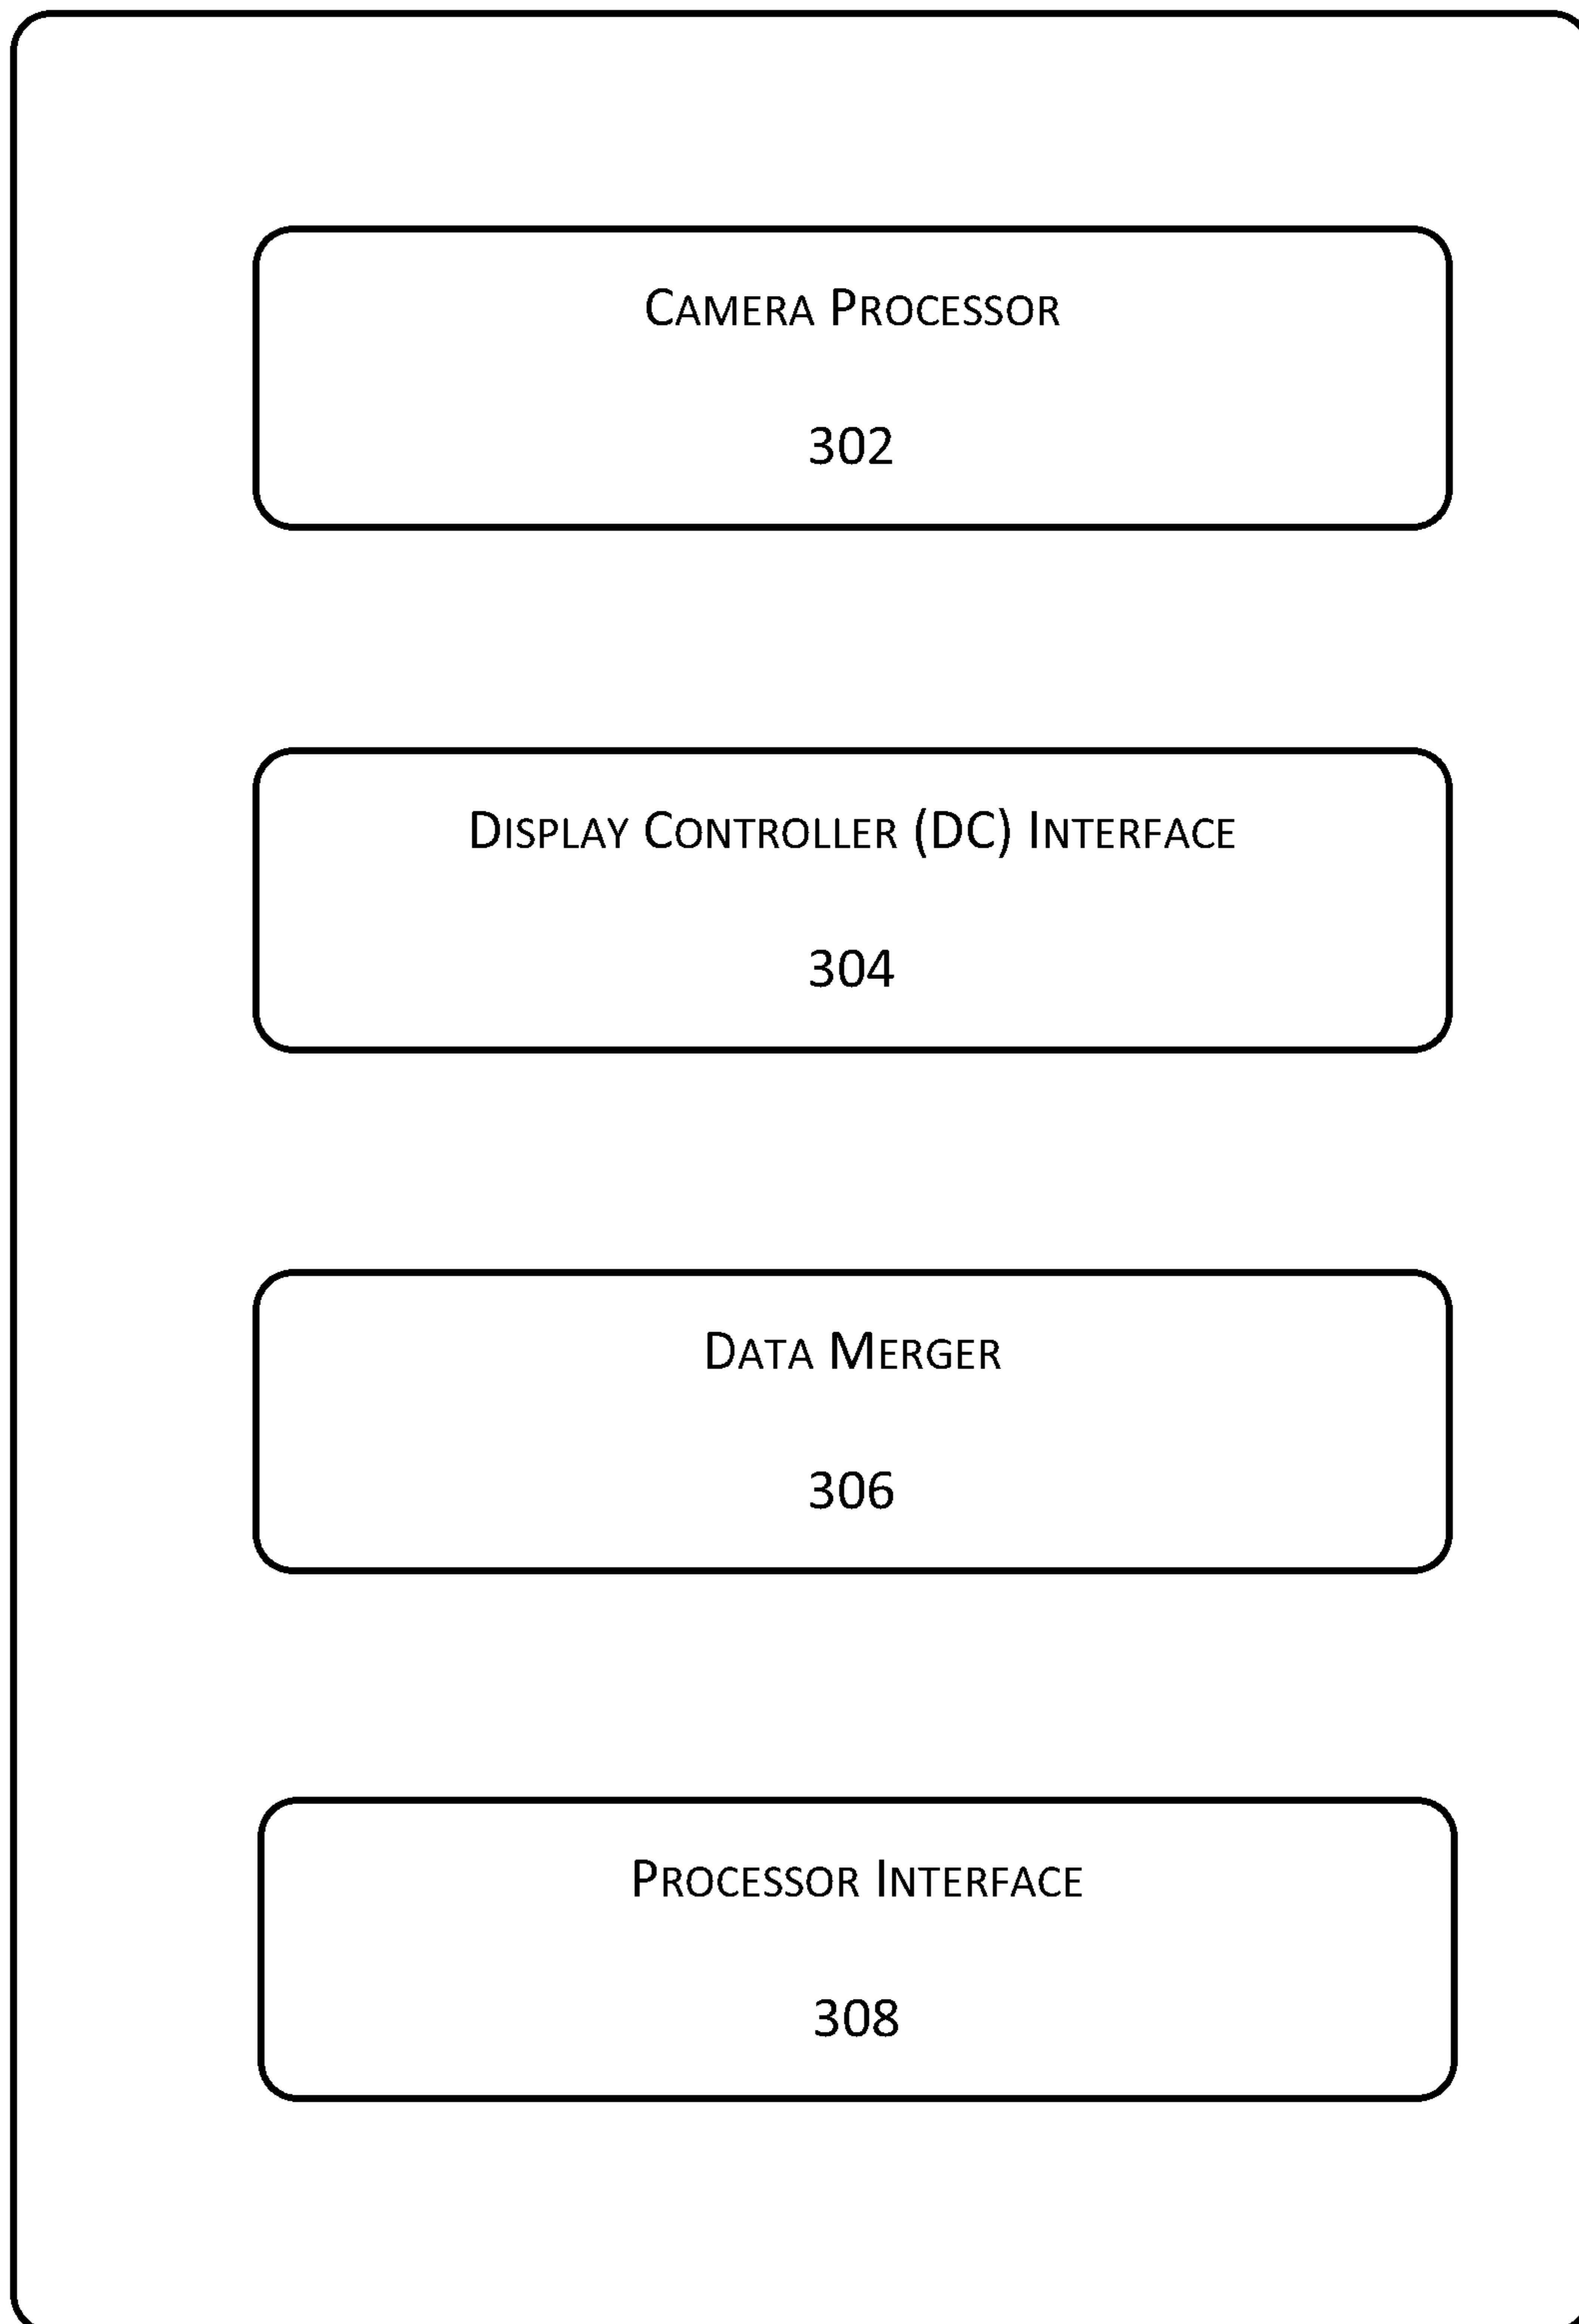 Camera Processor
302
Display Controller (DC) Interface
304
Data Merger
306
Processor Interface
308